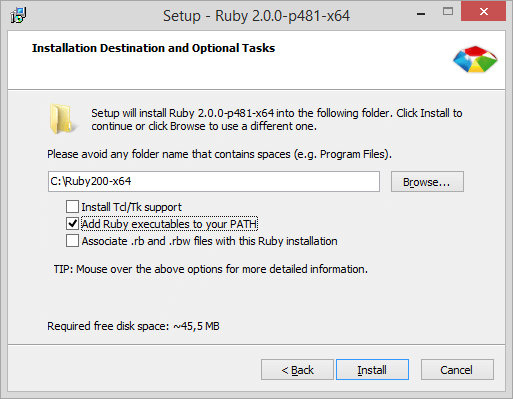 Setup - Ruby 2.0.0-p481-x64
Installation Destination and Optional Tasks
Setup will install Ruby 2.0.0-p481-x64 into the following folder. Click Install to
continue or click Browse to use a different one.
Please avoid any folder name that contains spaces (e.g. Program Files).
C:\Ruby200-x64
Browse...
Install Tcl/Tk support
Add Ruby executables to your PATH
Associate .rb and .rbw files with this Ruby installation
TIP: Mouse over the above options for more detailed information.
Required free disk space: ~45,5 MB
< Back
Install
Cancel